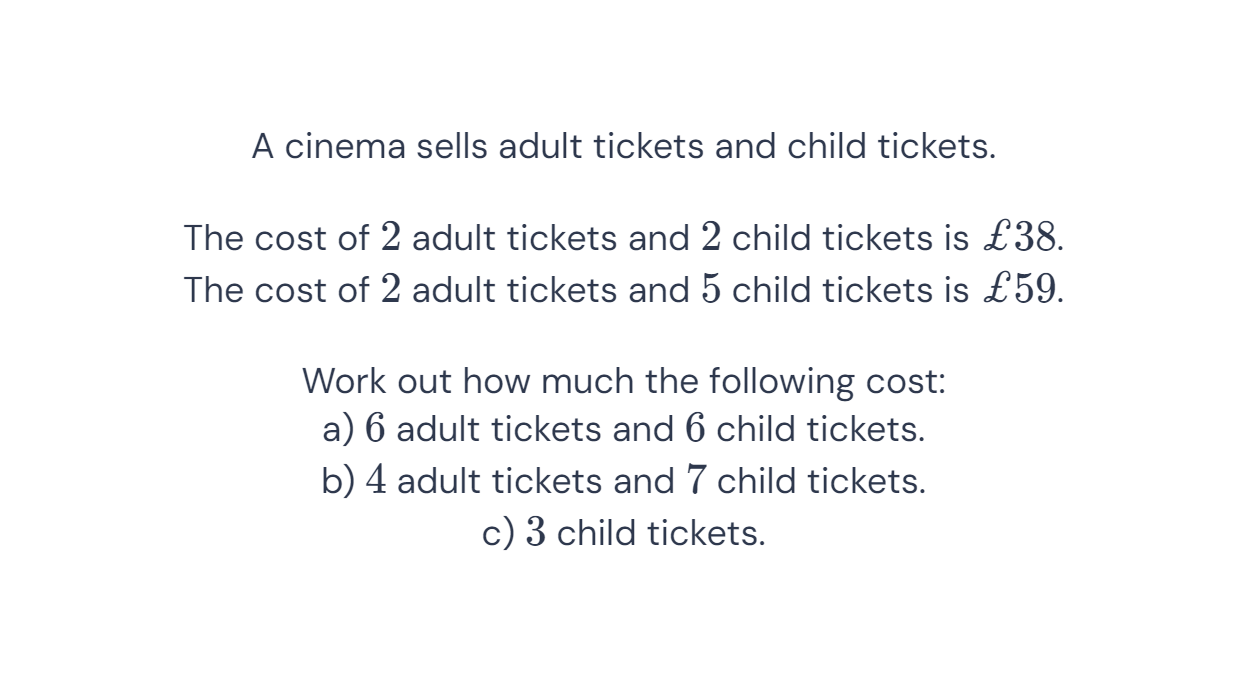 A cinema sells adult tickets and child tickets.
The cost of 2 adult tickets and 2 child tickets is £38.
The cost of 2 adult tickets and 5 child tickets is £59.
Work out how much the following cost:
a) 6 adult tickets and 6 child tickets.
b) 4 adult tickets and 7 child tickets.
c) 3 child tickets.